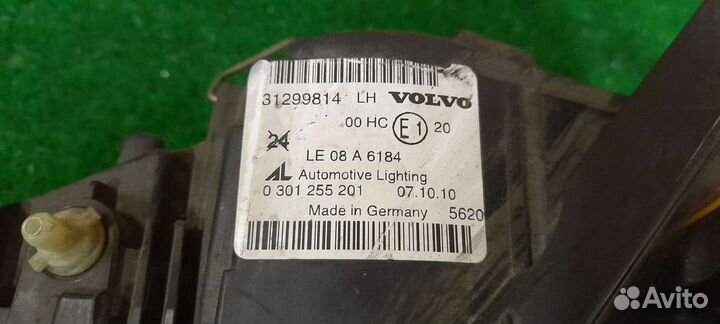 31299814 LH VOLVO
00 HC E1 20
24
LE 08 A 6184
AL Automotive Lighting
0 301 255 201 07.10.10
Made in Germany 5620
Avito